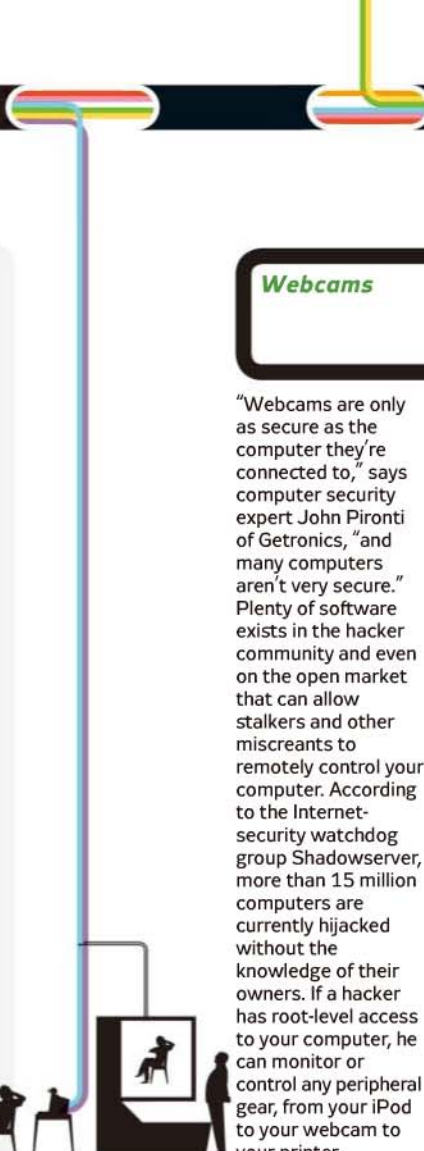 Webcams
“Webcams are only
as secure as the
computer they’re
connected to,” says
computer security
expert John Pironti
of Getronics, “and
many computers
aren’t very secure.”
Plenty of software
exists in the hacker
community and even
on the open market
that can allow
stalkers and other
miscreants to
remotely control your
computer. According
to the Internet-
security watchdog
group Shadowserver,
more than 15 million
computers are
currently hijacked
without the
knowledge of their
owners. If a hacker
has root-level access
to your computer, he
can monitor or
control any peripheral
gear, from your iPod
to your webcam to
your printer